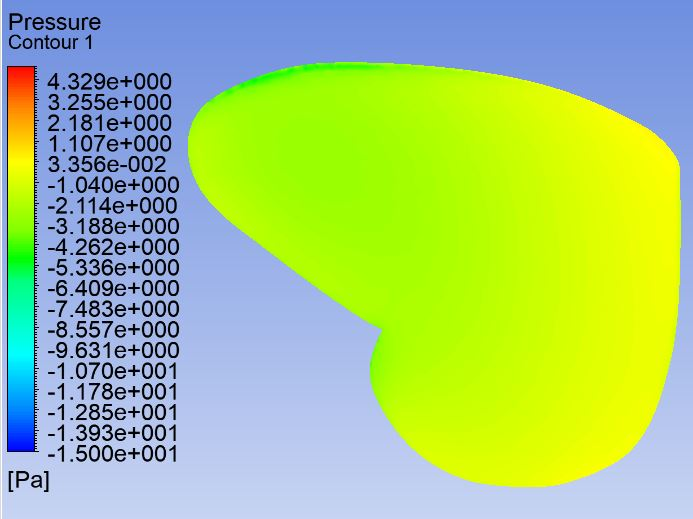 Pressure
Contour 1
4.329e+000
3.255e+000
2.181e+000
1.107e+000
3.356e-002
-1.040e+000
-2.114e+000
-3.188e+000
-4.262e+000
-5.336e+000
-6.409e+000
-7.483e+000
-8.557e+000
-9.631e+000
-1.070e+001
-1.178e+001
-1.285e+001
-1.393e+001
-1.500e+001
[Pa]